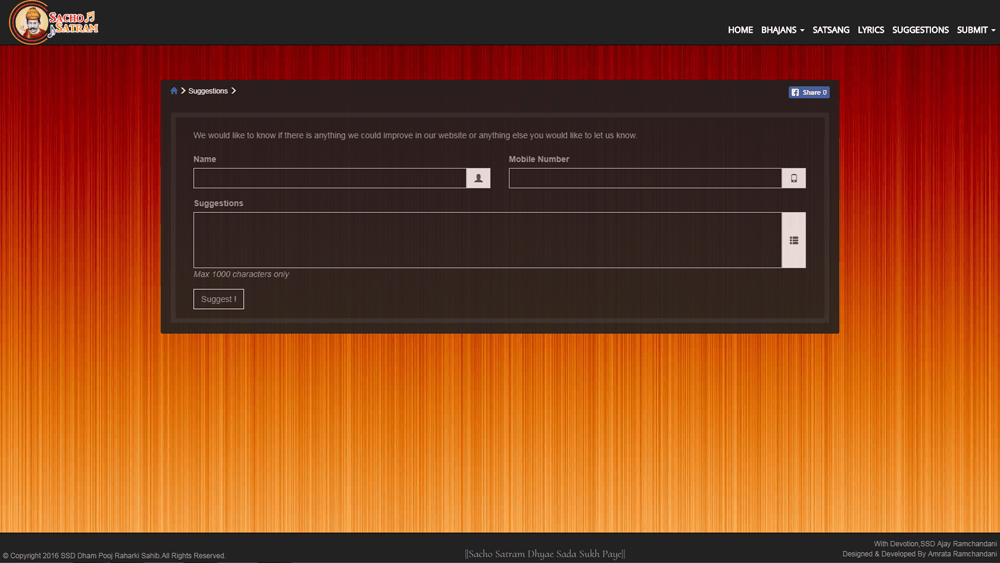 SACHO
SATRAM
HOME BHAJANS SATSANG LYRICS SUGGESTIONS SUBMIT
Suggestions
Share 0
We would like to know if there is anything we could improve in our website or anything else you would like to let us know.
Name
Mobile Number
Suggestions
Max 1000 characters only
Suggest !
© Copyright 2016 SSD Dham Pooj Raharki Sahib.All Rights Reserved.
||Sacho Satram Dhyae Sada Sukh Paye||
With Devotion,SSD Ajay Ramchandani
Designed & Developed By Amrata Ramchandani